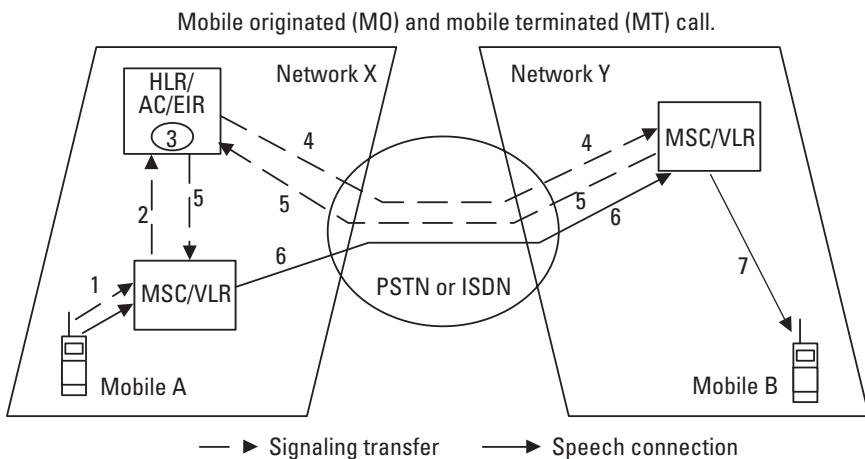 Mobile originated (MO) and mobile terminated (MT) call.
Network X
Network Y
HLR/
AC/EIR
3
4
4
MSC/VLR
2
5
5
5
6
6
1
MSC/VLR
PSTN or ISDN
7
Mobile A
Mobile B
Signaling transfer
Speech connection